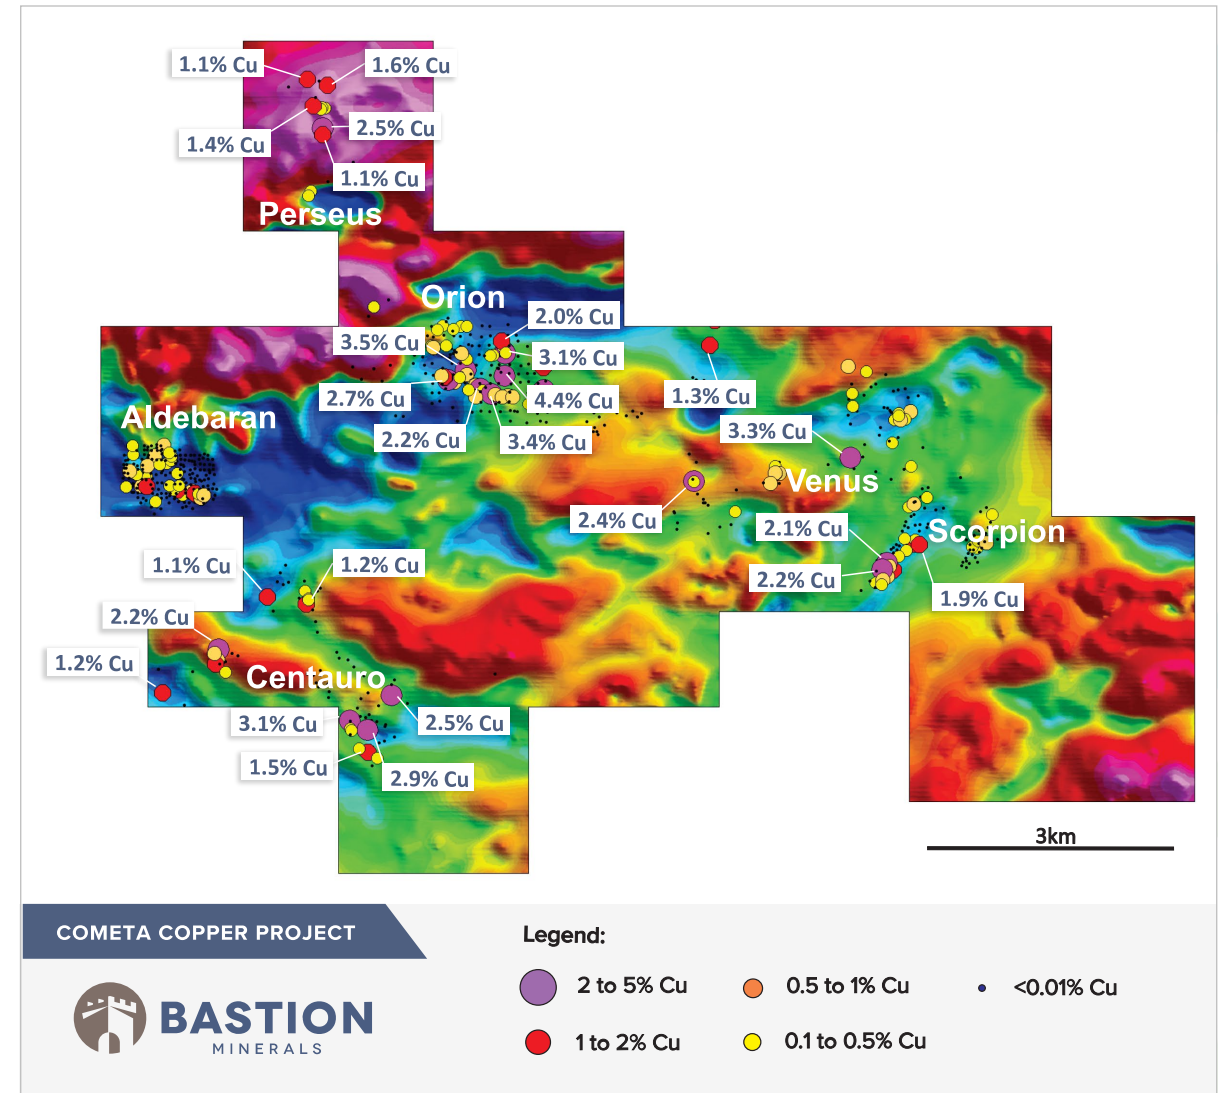 1.1% Cu
1.6% Cu
1.4% Cu
2.5% Cu
1.1% Cu
Perseus
Orion
2.0% Cu
3.5% Cu
3.1% Cu
2.7% Cu
4.4% Cu
1.3% Cu
Aldebaran
2.2% Cu
3.4% Cu
3.3% Cu
Venus
2.4% Cu
2.1% Cu
Scorpion
1.1% Cu
1.2% Cu
2.2% Cu
1.9% Cu
2.2% Cu
1.2% Cu
Centauro
3.1% Cu
2.5% Cu
1.5% Cu
2.9% Cu
3km
COMETA COPPER PROJECT
Legend:
2 to 5% Cu
0.5 to 1% Cu
<0.01% Cu
1 to 2% Cu
0.1 to 0.5% Cu
BASTION
MINERALS